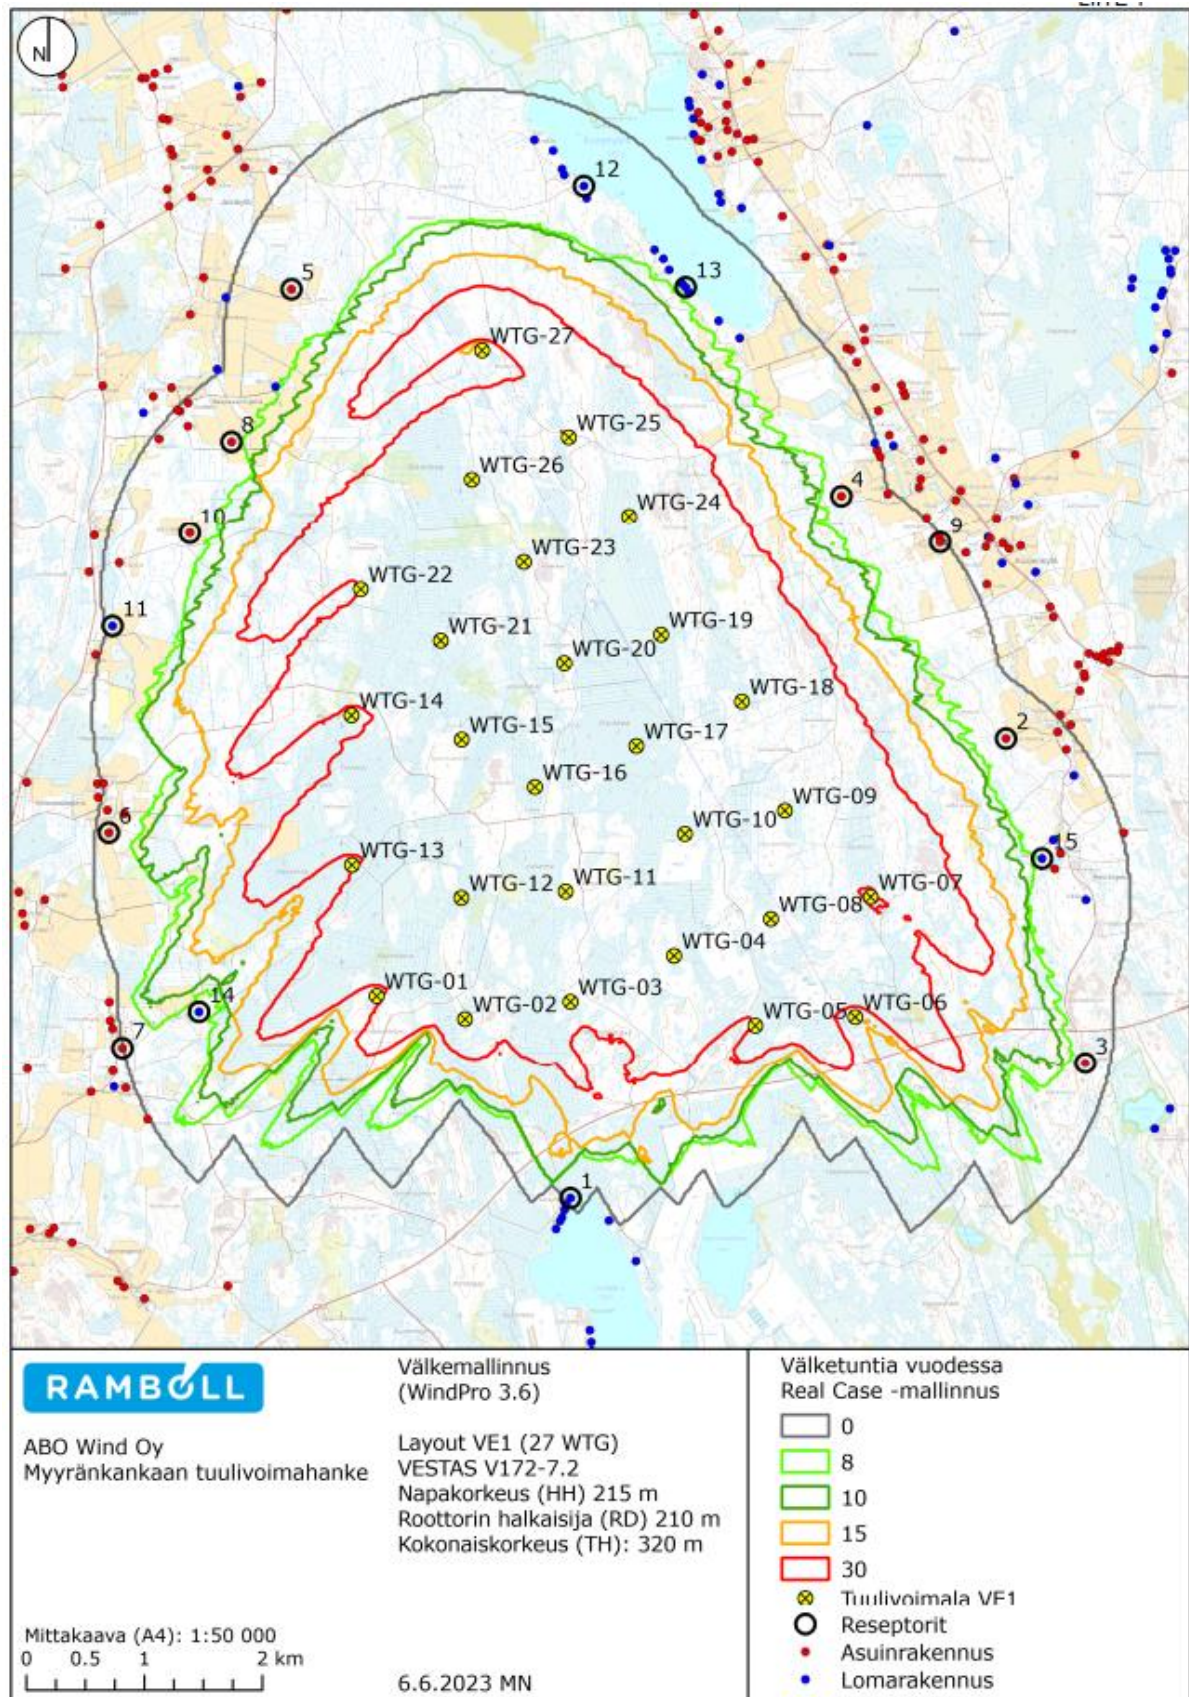 N
12
5
13
WTG-27
8
WTG-25
WTG-26
4
WTG-24
10
9
WTG-23
WTG-22
11
WTG-21
WTG-19
WTG-20
WTG-14
WTG-18
2
WTG-15
WTG-17
WTG-16
WTG-09
6
WTG-10
15
WTG-13
WTG-12
WTG-11
WTG-07
WTG-08
WTG-04
WTG-01
WTG-03
14
WTG-02
WTG-05
WTG-06
7
3
1
RAMBOLL
ABO Wind Oy
Myyränkankaan tuulivoimahanke
Mittakaava (A4): 1:50 000
0 0.5 1 2 km
Välkemallinnus
(WindPro 3.6)
Layout VE1 (27 WTG)
VESTAS V172-7.2
Napakorkeus (HH) 215 m
Roottorin halkaisija (RD) 210 m
Kokonaiskorkeus (TH): 320 m
6.6.2023 MN
Välketuntia vuodessa
Real Case -mallinnus
0
8
10
15
30
Tuulivoimala VE1
Reseptorit
Asuinrakennus
Lomarakennus